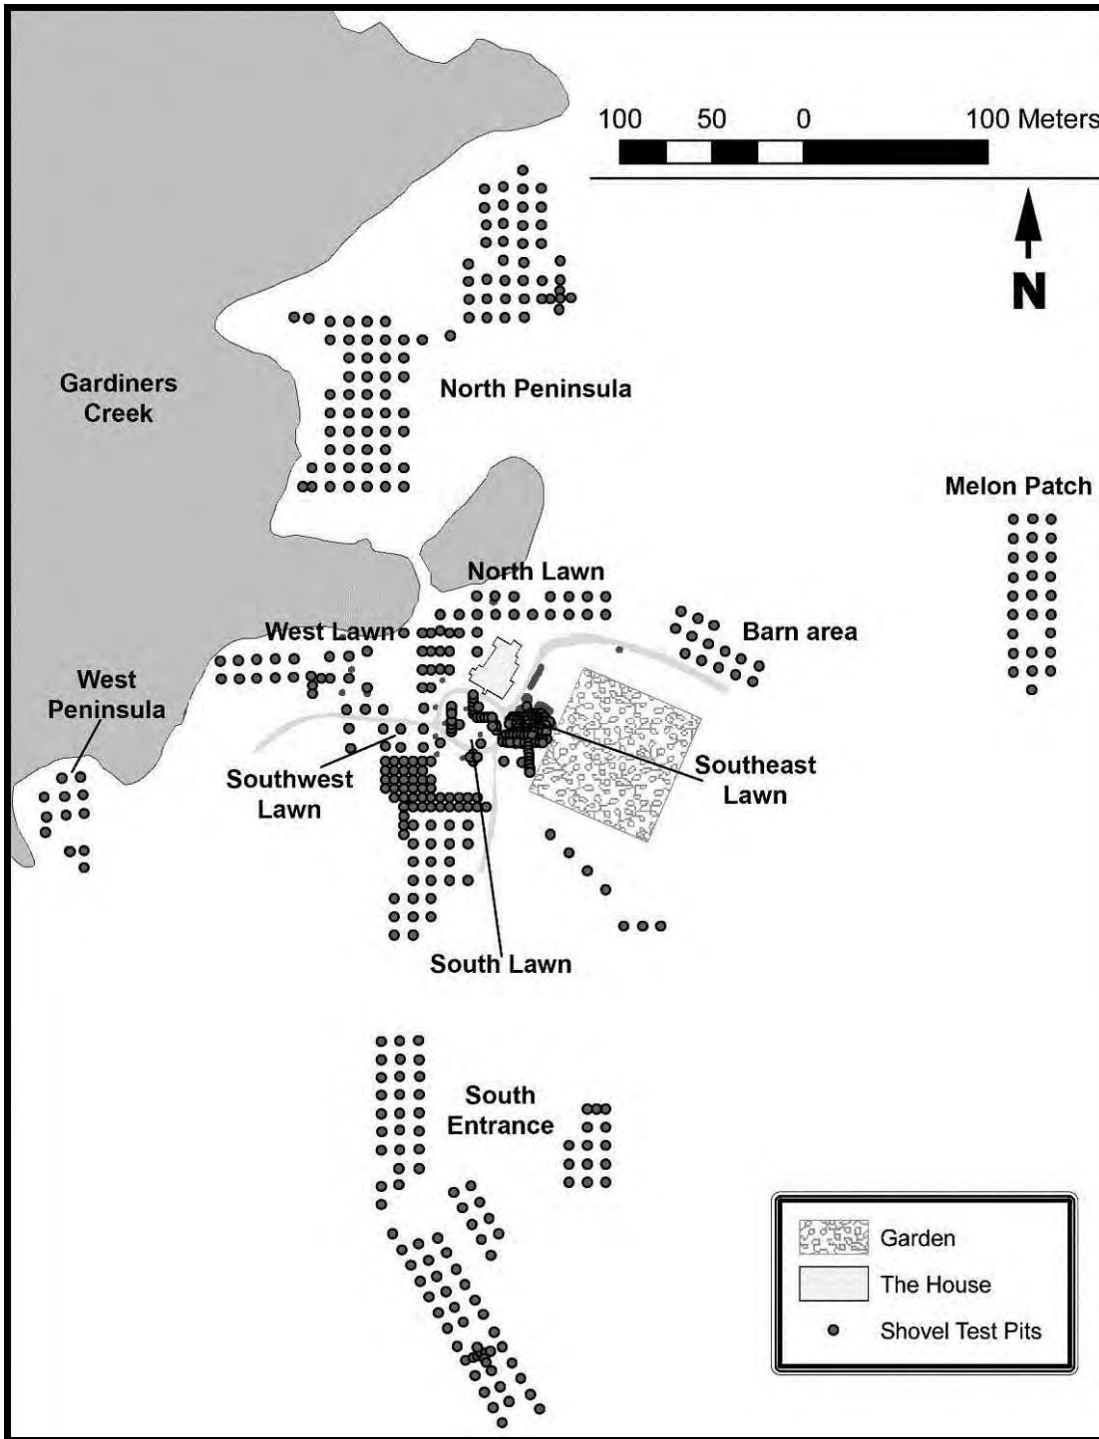 100 50 0 100 Meters
N
Gardiners
Creek
North Peninsula
Melon Patch
North Lawn
West Lawn
Barn area
West
Peninsula
Southwest
Lawn
Southeast
Lawn
South Lawn
South
Entrance
Garden
The House
Shovel Test Pits